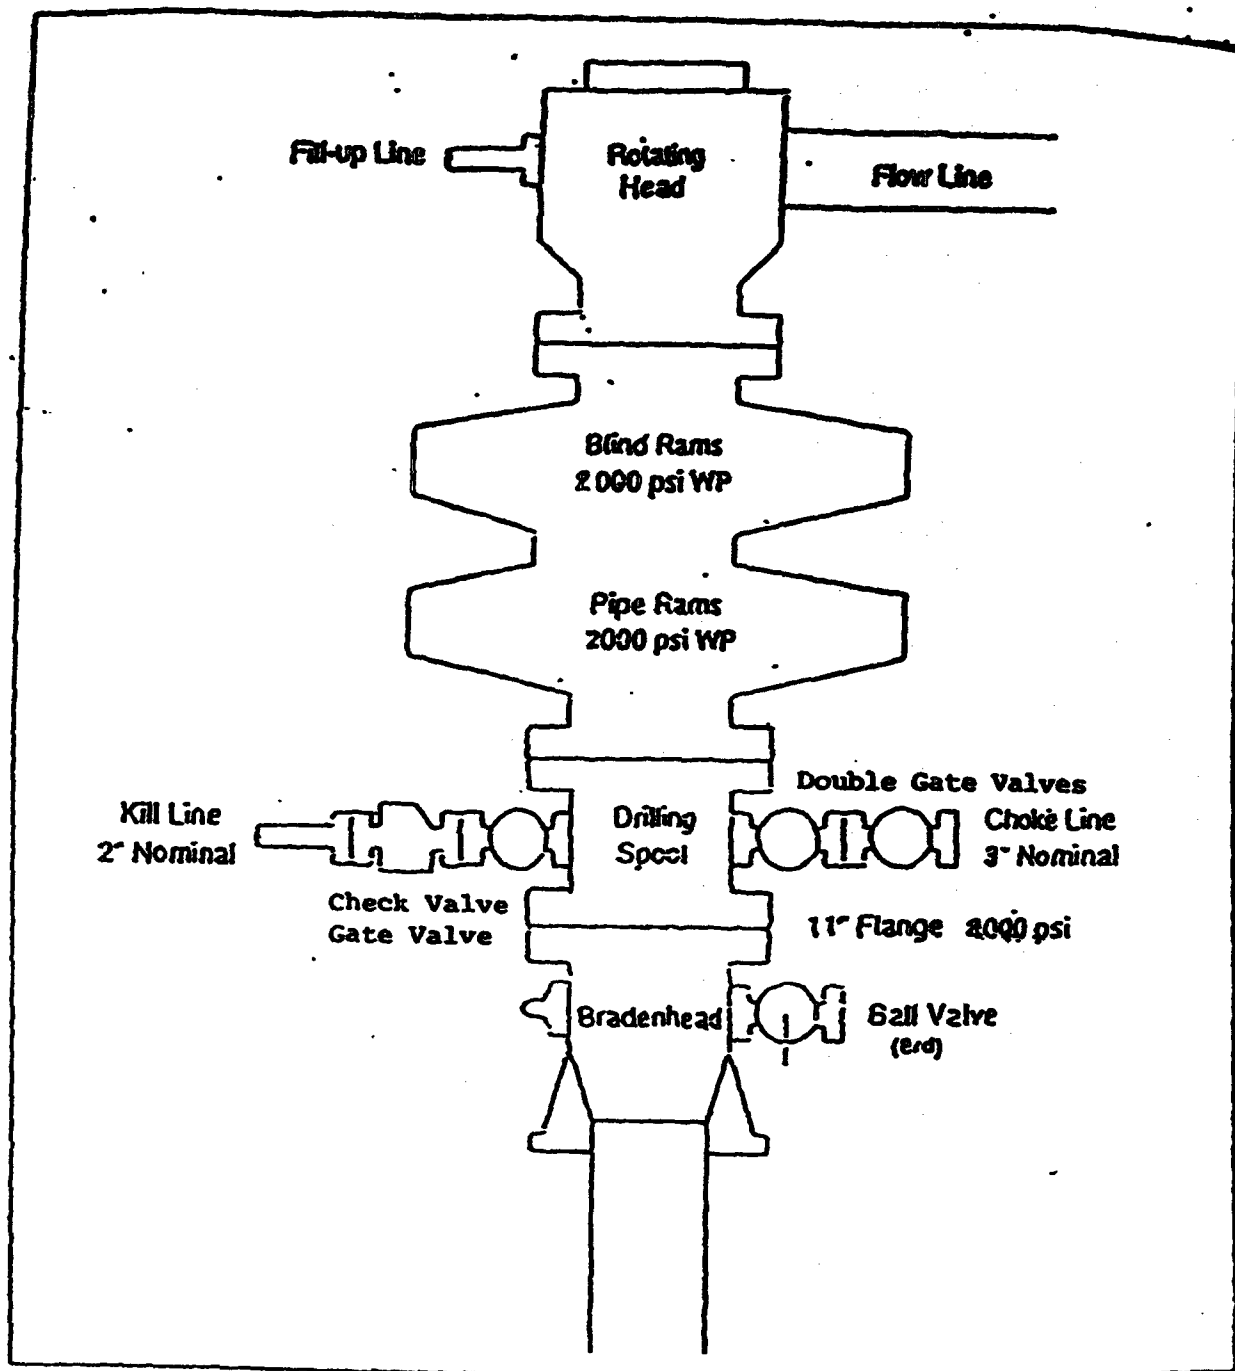 Fill-up Line
Rotating
Head
Flow Line
Blind Rams
2000 psi WP
Pipe Rams
2000 psi WP
Double Gate Valves
Kill Line
2" Nominal
Drilling
Spool
Choke Line
3" Nominal
Check Valve
Gate Valve
11" Flange 2000 psi
Bradenhead
Ball Valve